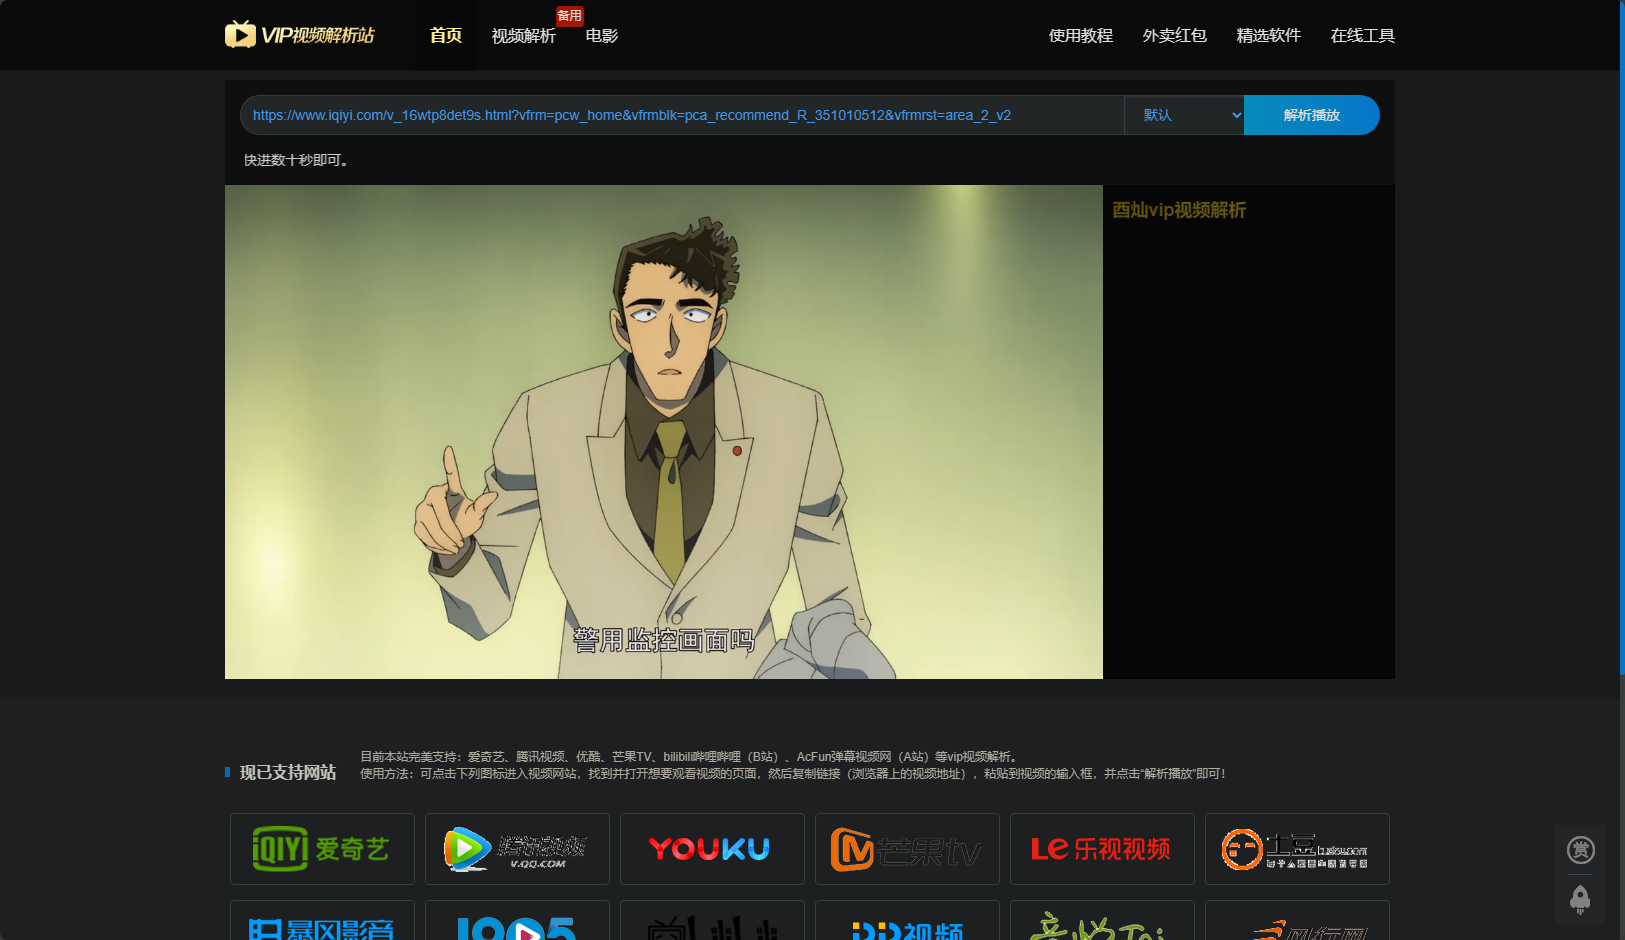 VIP视频解析站
首页
视频解析
备用
电影
使用教程
外卖红包
精选软件
在线工具
https://www.iqiyi.com/v_16wtp8det9s.html?vfrm=pcw_home&vfrmblk=pca_recommend_R_351010512&vfrmrst=area_2_v2
默认
解析播放
快进数十秒即可。
酉灿vip视频解析
警用监控画面吗
现已支持网站
目前本站完美支持：爱奇艺、腾讯视频、优酷、芒果TV、bilibili哔哩哔哩（B站）、AcFun弹幕视频网（A站）等vip视频解析。
使用方法：可点击下列图标进入视频网站，找到并打开想要观看视频的页面，然后复制链接（浏览器上的视频地址），粘贴到视频的输入框，并点击“解析播放”即可！
iQIYI 爱奇艺
腾讯视频
V.QQ.COM
YOUKU
芒果tv
Le 乐视视频
土豆
赏
暴风影音
1905
PP视频
音悦Tai
风行网